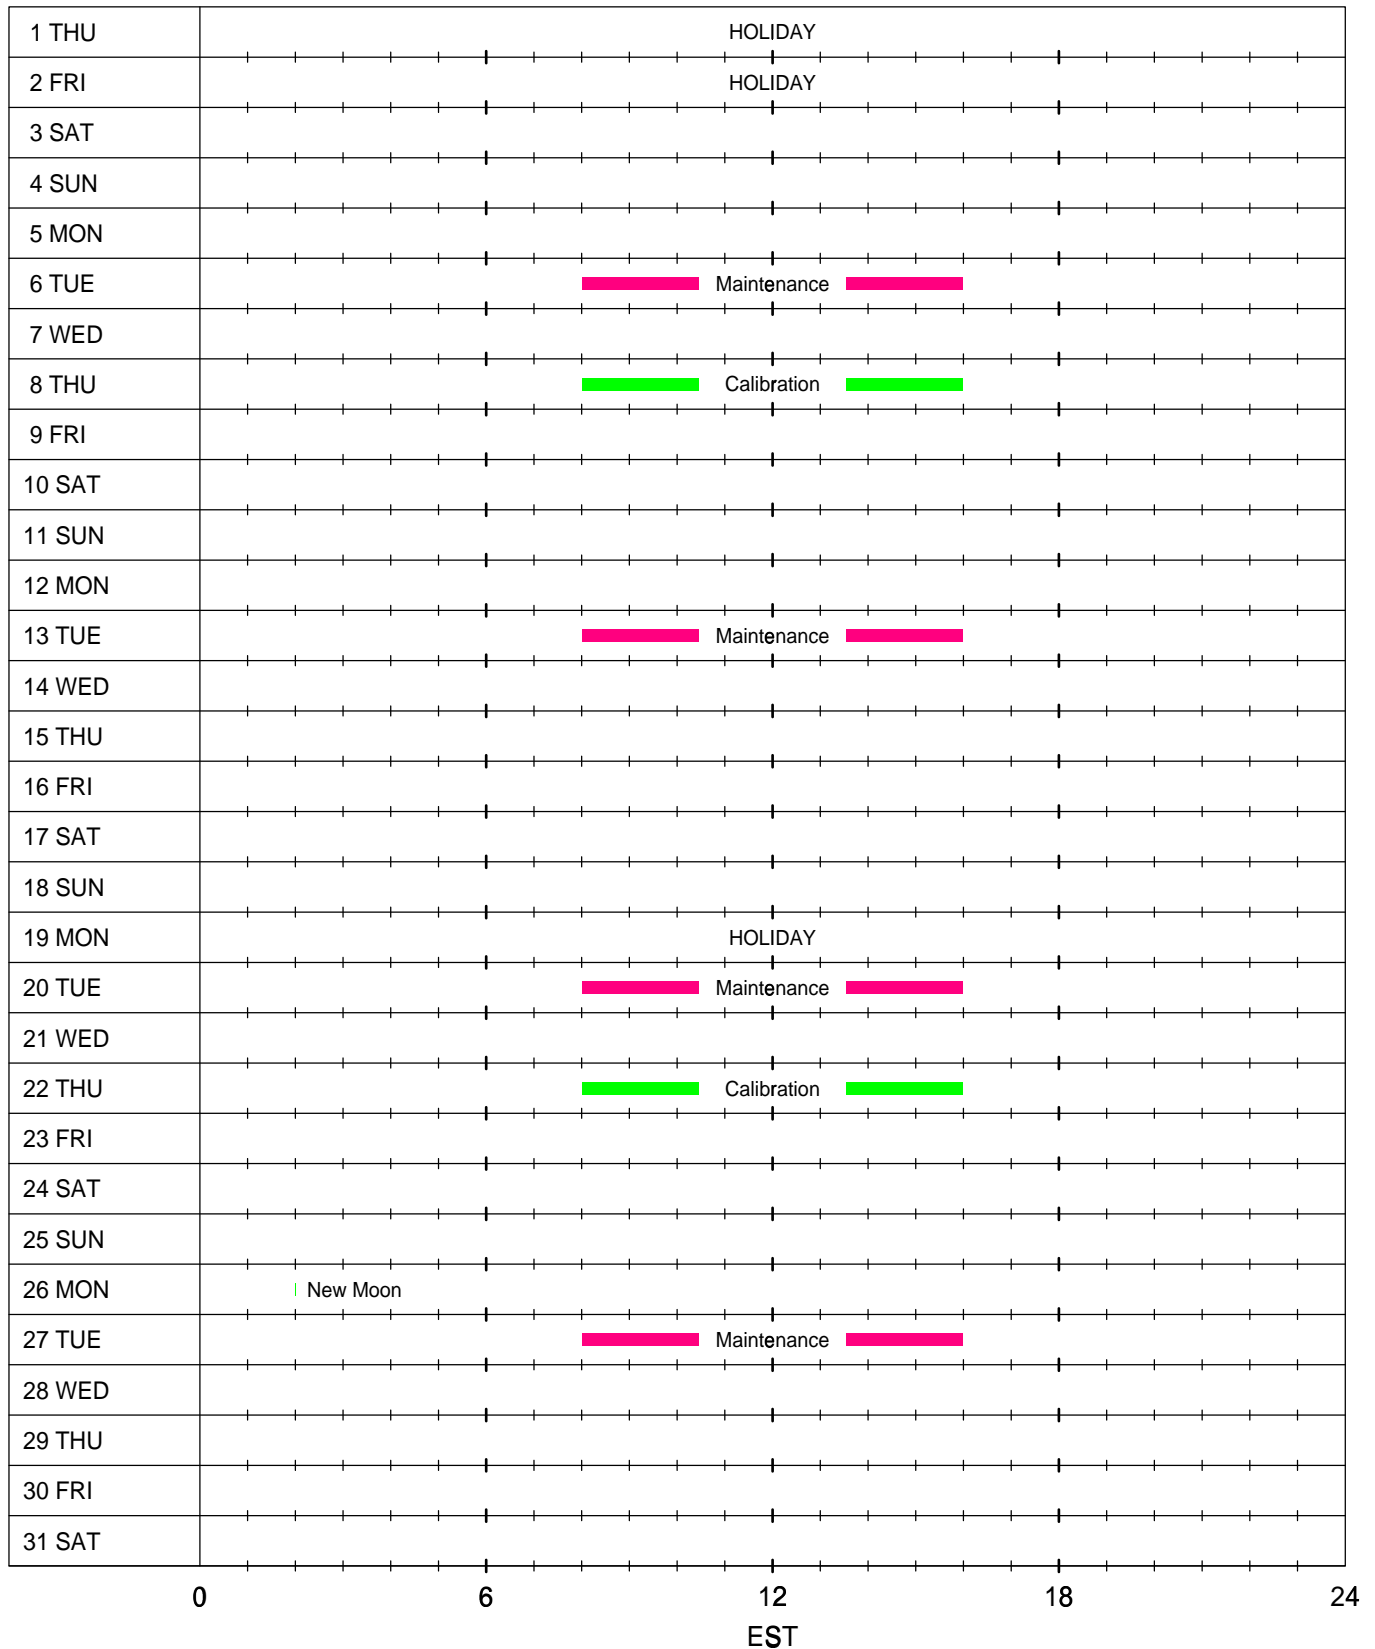 1 THU HOLIDAY
2 FRI HOLIDAY
3 SAT
4 SUN
5 MON
6 TUE Maintenance
7 WED
8 THU Calibration
9 FRI
10 SAT
11 SUN
12 MON
13 TUE Maintenance
14 WED
15 THU
16 FRI
17 SAT
18 SUN
19 MON HOLIDAY
20 TUE Maintenance
21 WED
22 THU Calibration
23 FRI
24 SAT
25 SUN
26 MON New Moon
27 TUE Maintenance
28 WED
29 THU
30 FRI
31 SAT
0 6 12 18 24
EST